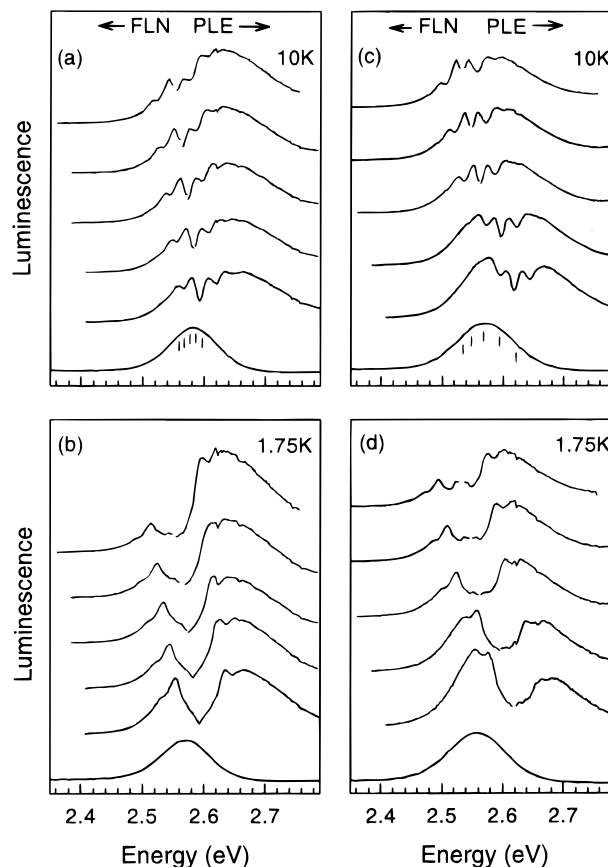 ← FLN PLE →
(a) 10K
← FLN PLE →
(c) 10K
Luminescence
(b) 1.75K
(d) 1.75K
Luminescence
2.4 2.5 2.6 2.7
2.4 2.5 2.6 2.7
Energy (eV)
Energy (eV)